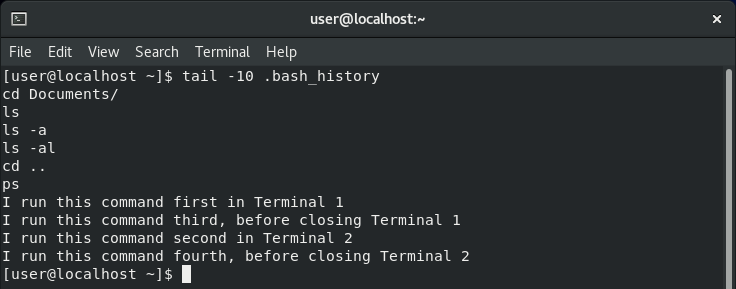 user@localhost:~
File Edit View Search Terminal Help
[user@localhost ~]$ tail -10 .bash_history
cd Documents/
ls
ls -a
ls -al
cd ..
ps
I run this command first in Terminal 1
I run this command third, before closing Terminal 1
I run this command second in Terminal 2
I run this command fourth, before closing Terminal 2
[user@localhost ~]$